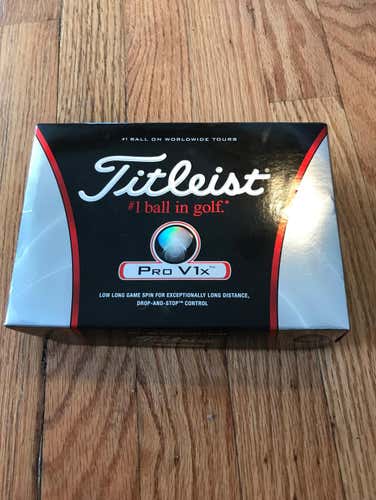 #1 BALL ON WORLDWIDE TOURS
Titleist
#1 ball in golf.*
PRO V1x™
LOW LONG GAME SPIN FOR EXCEPTIONALLY LONG DISTANCE,
DROP-AND-STOP™ CONTROL